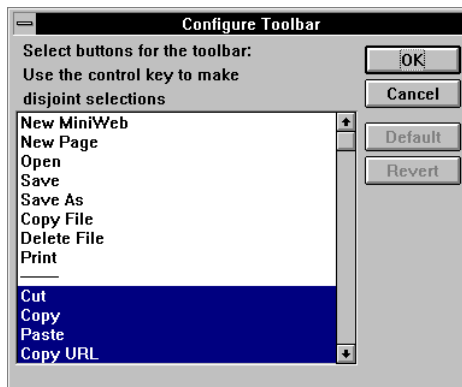 Configure Toolbar
Select buttons for the toolbar:
Use the control key to make
disjoint selections
OK
Cancel
Default
Revert
New MiniWeb
New Page
Open
Save
Save As
Copy File
Delete File
Print
Cut
Copy
Paste
Copy URL